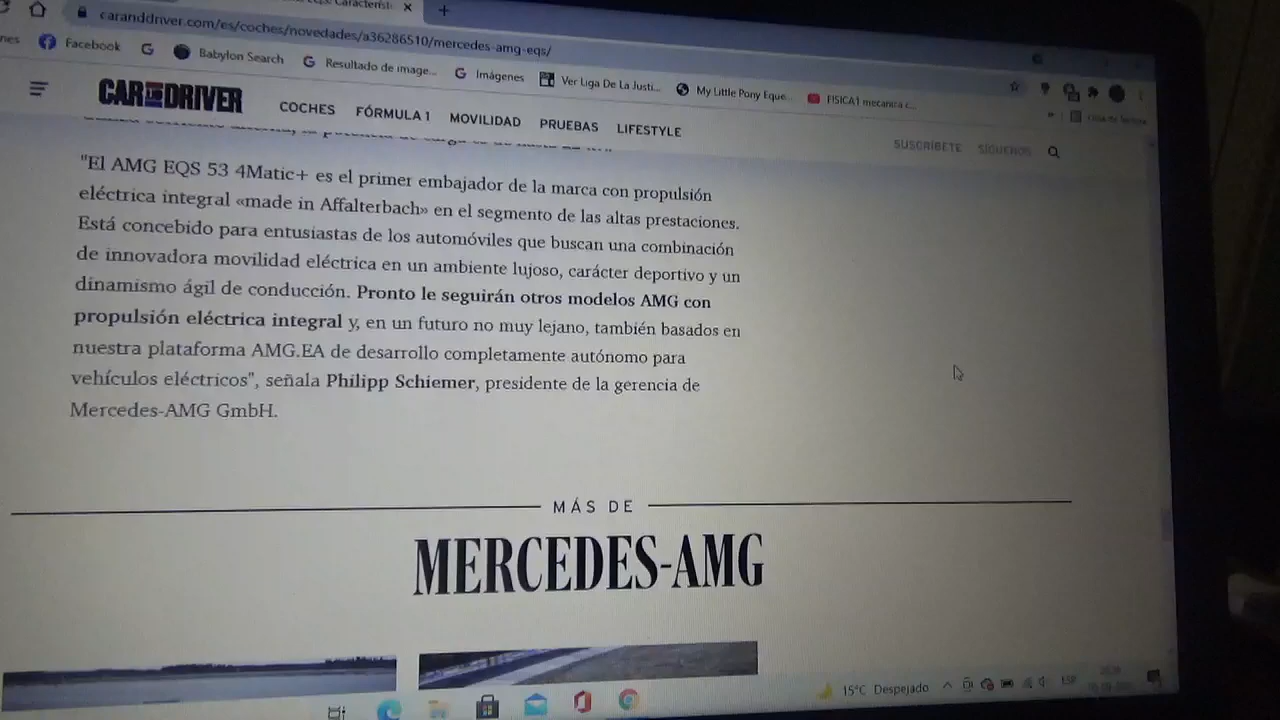 caranddriver.com/es/coches/novedades/a36286510/mercedes-amg-eqs/
Facebook
Babylon Search
Resultado de image...
Imágenes
Ver Liga De La Justi...
My Little Pony Eque...
FISICA1 mecanica c...
CAR AND DRIVER
COCHES
FÓRMULA 1
MOVILIDAD
PRUEBAS
LIFESTYLE
SUSCRÍBETE
SÍGUENOS
"El AMG EQS 53 4Matic+ es el primer embajador de la marca con propulsión
eléctrica integral «made in Affalterbach» en el segmento de las altas prestaciones.
Está concebido para entusiastas de los automóviles que buscan una combinación
de innovadora movilidad eléctrica en un ambiente lujoso, carácter deportivo y un
dinamismo ágil de conducción. Pronto le seguirán otros modelos AMG con
propulsión eléctrica integral y, en un futuro no muy lejano, también basados en
nuestra plataforma AMG.EA de desarrollo completamente autónomo para
vehículos eléctricos", señala Philipp Schiemer, presidente de la gerencia de
Mercedes-AMG GmbH.
MÁS DE
MERCEDES-AMG
15°C Despejado
ESP